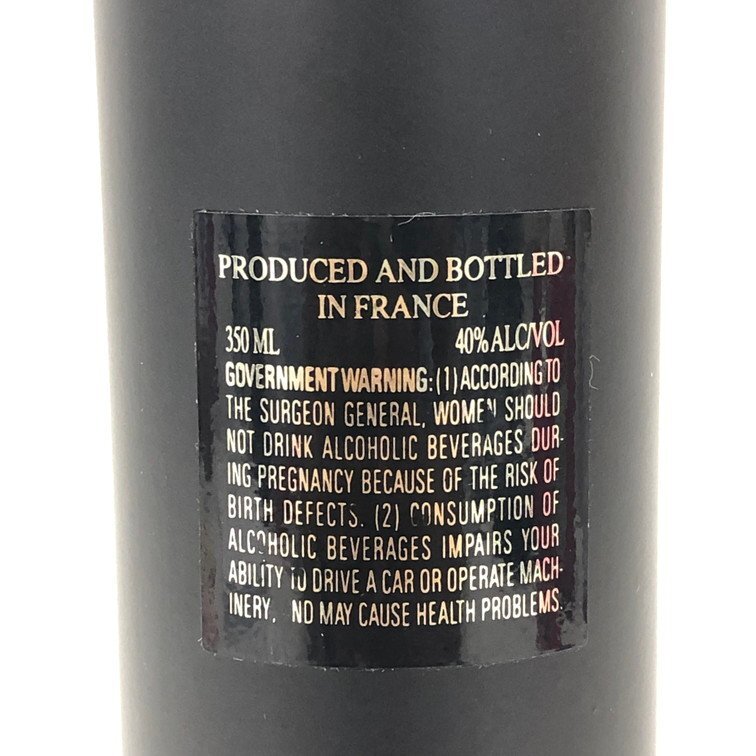 PRODUCED AND BOTTLED
IN FRANCE
350 ML 40% ALC/VOL
GOVERNMENT WARNING: (1) ACCORDING TO
THE SURGEON GENERAL, WOMEN SHOULD
NOT DRINK ALCOHOLIC BEVERAGES DUR-
ING PREGNANCY BECAUSE OF THE RISK OF
BIRTH DEFECTS. (2) CONSUMPTION OF
ALCOHOLIC BEVERAGES IMPAIRS YOUR
ABILITY TO DRIVE A CAR OR OPERATE MACH-
INERY, ND MAY CAUSE HEALTH PROBLEMS.